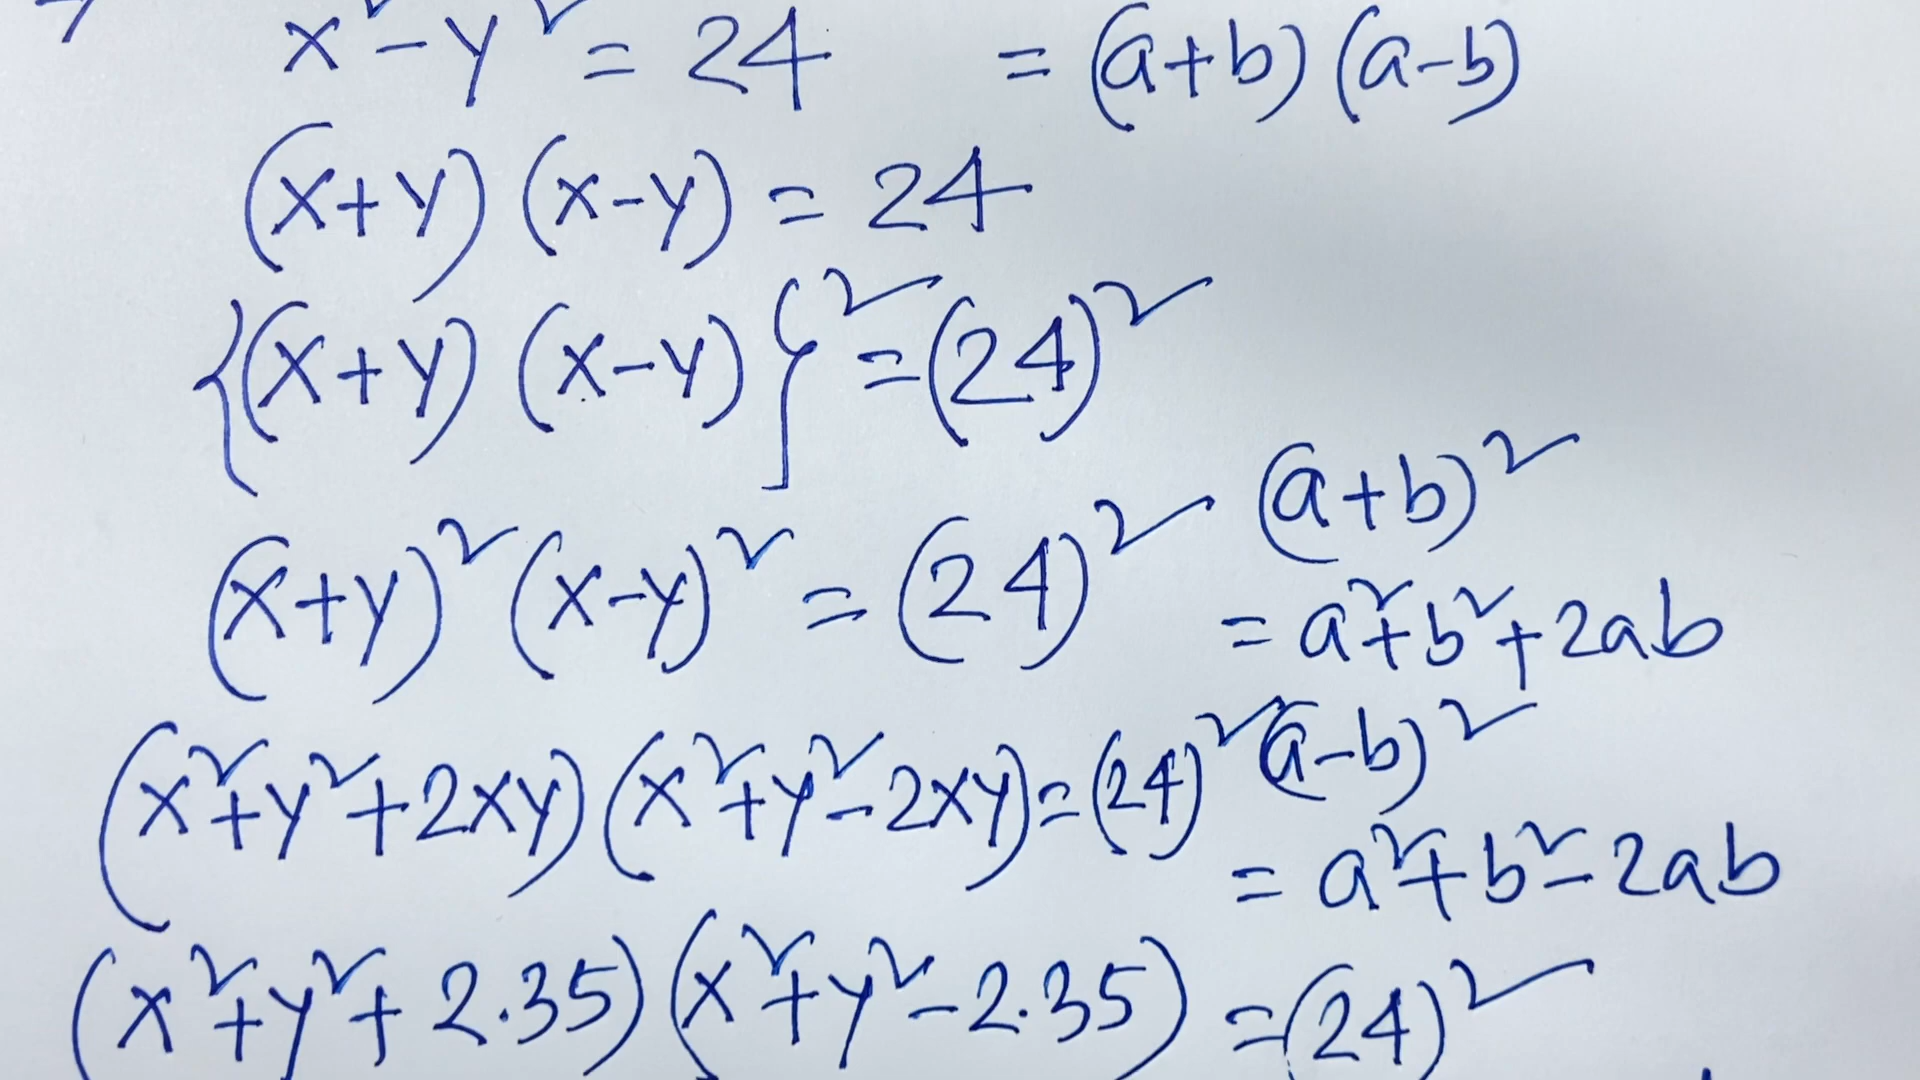 x² - y² = 24 = (a+b) (a-b)
(x+y) (x-y) = 24
{(x+y) (x-y)}² = (24)²
(x+y)² (x-y)² = (24)²
(a+b)²
= a²+b²+2ab
(x²+y²+2xy) (x²+y²-2xy) = (24)²
(a-b)²
= a²+b²-2ab
(x²+y²+2.35) (x²+y²-2.35) = (24)²